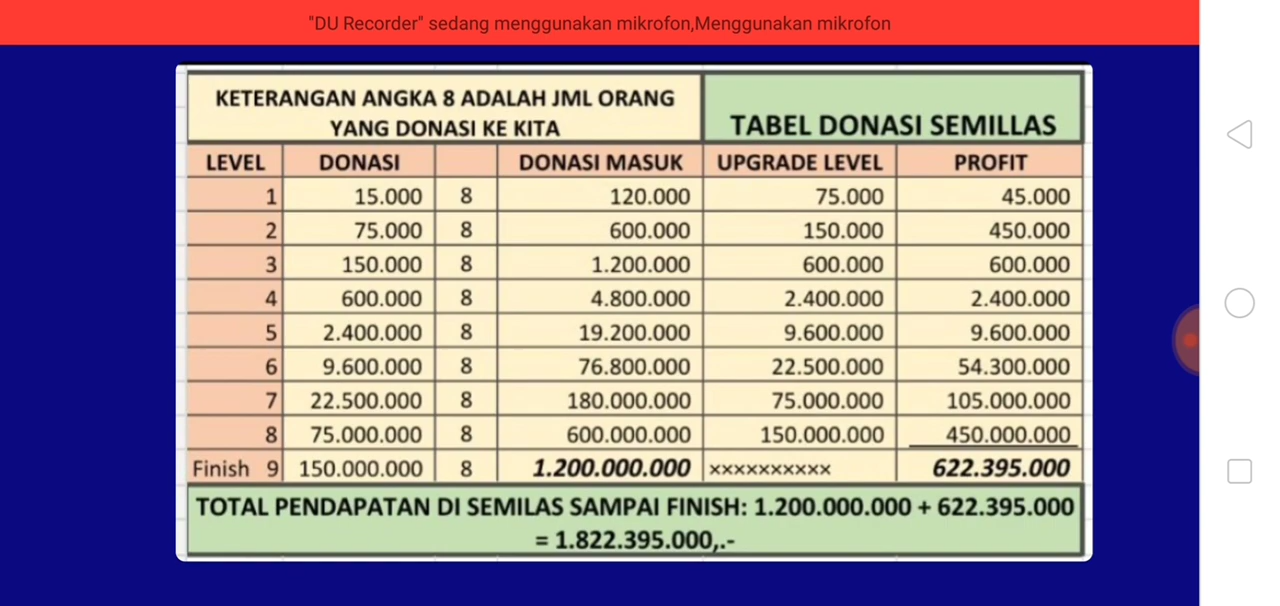 "DU Recorder" sedang menggunakan mikrofon,Menggunakan mikrofon
KETERANGAN ANGKA 8 ADALAH JML ORANG
YANG DONASI KE KITA
TABEL DONASI SEMILLAS
LEVEL DONASI DONASI MASUK UPGRADE LEVEL PROFIT
1 15.000 8 120.000 75.000 45.000
2 75.000 8 600.000 150.000 450.000
3 150.000 8 1.200.000 600.000 600.000
4 600.000 8 4.800.000 2.400.000 2.400.000
5 2.400.000 8 19.200.000 9.600.000 9.600.000
6 9.600.000 8 76.800.000 22.500.000 54.300.000
7 22.500.000 8 180.000.000 75.000.000 105.000.000
8 75.000.000 8 600.000.000 150.000.000 450.000.000
Finish 9 150.000.000 8 1.200.000.000 xxxxxxxxxx 622.395.000
TOTAL PENDAPATAN DI SEMILAS SAMPAI FINISH: 1.200.000.000 + 622.395.000
= 1.822.395.000,.-